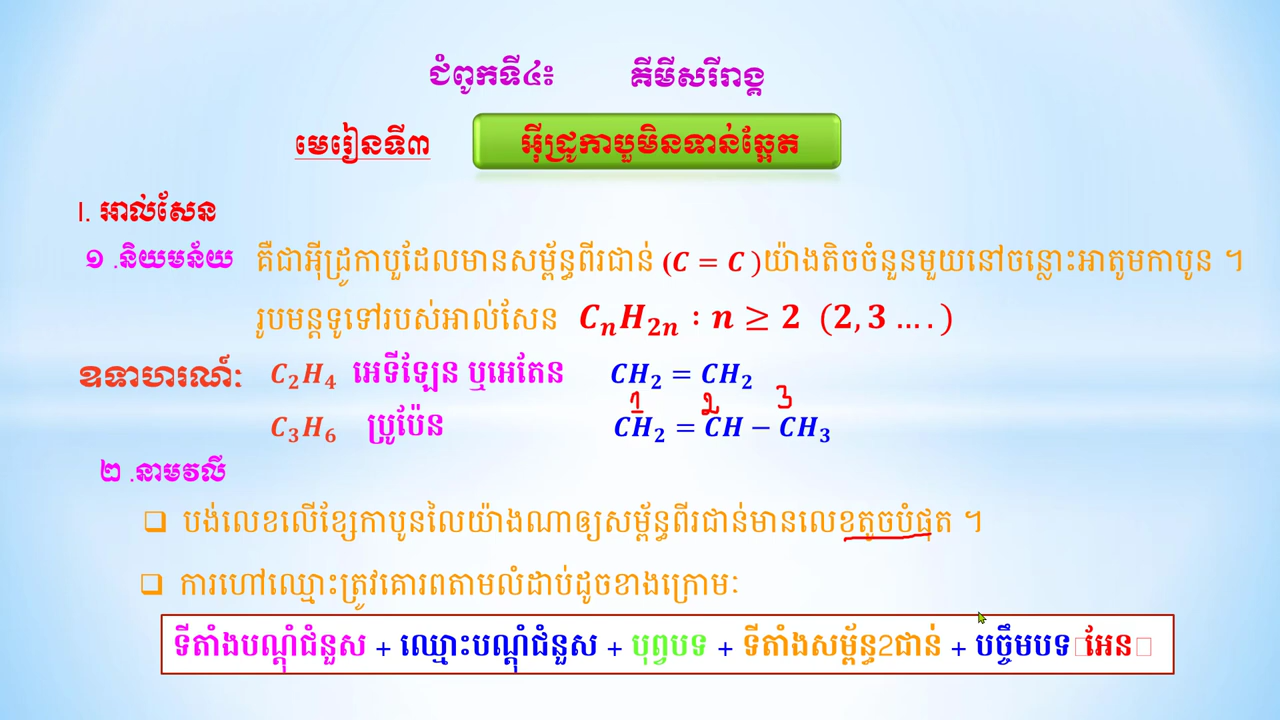 ជំពូកទី៤៖ គីមីសរីរាង្គ
មេរៀនទី៣ អ៊ីដ្រូកាបួមិនទាន់ឆ្អែត
I. អាល់សែន
១ .និយមន័យ គឺជាអ៊ីដ្រូកាបួដែលមានសម្ព័ន្ធពីរជាន់ (C = C )យ៉ាងតិចចំនួនមួយនៅចន្លោះអាតូមកាបូន ។
រូបមន្តទូទៅរបស់អាល់សែន CₙH₂ₙ : n ≥ 2 (2, 3 … . )
ឧទាហរណ៍ៈ C₂H₄ អេទីឡែន ឬអេតែន CH₂ = CH₂
1 2 3
C₃H₆ ប្រូប៉ែន CH₂ = CH − CH₃
២ .នាមវលី
❑ បង់លេខលើខ្សែកាបូនលៃយ៉ាងណាឲ្យសម្ព័ន្ធពីរជាន់មានលេខតូចបំផុត ។
❑ ការហៅឈ្មោះត្រូវគោរពតាមលំដាប់ដូចខាងក្រោមៈ
ទីតាំងបណ្តុំជំនួស + ឈ្មោះបណ្តុំជំនួស + បុព្វបទ + ទីតាំងសម្ព័ន្ធ2ជាន់ + បច្ចឹមបទ អែន